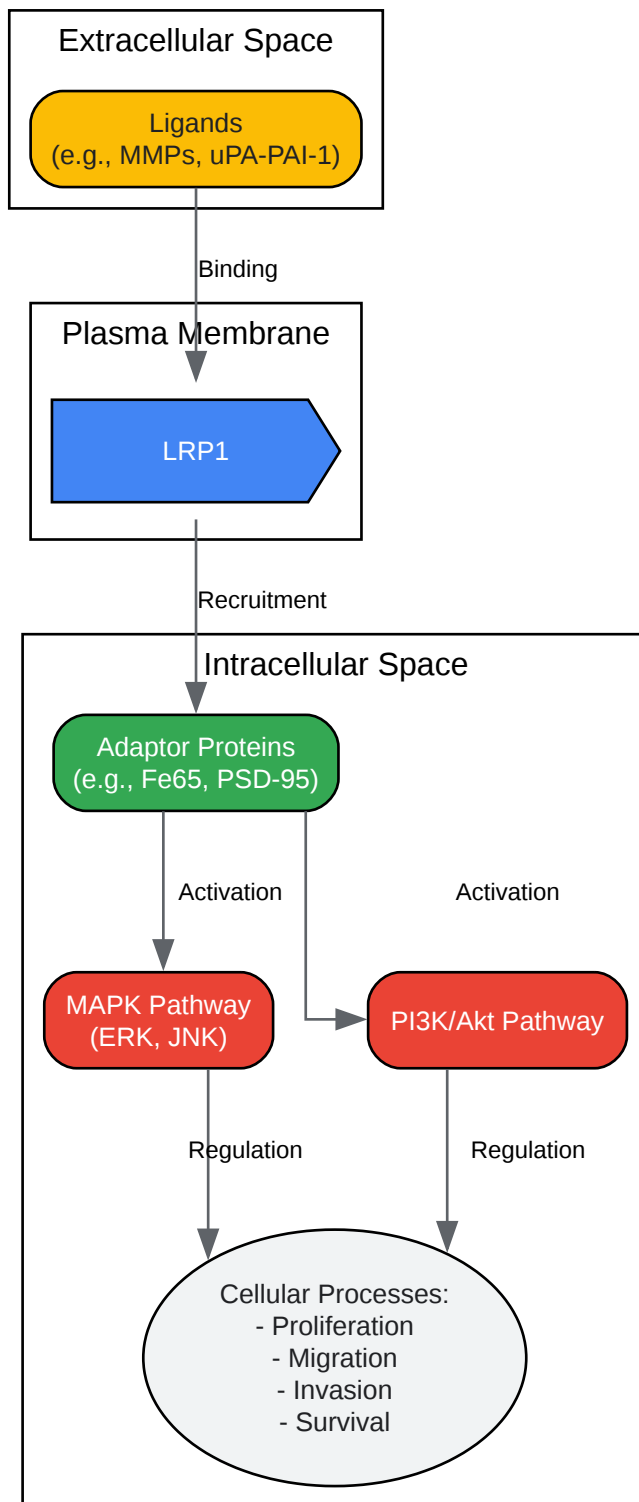 Extracellular Space
Ligands
(e.g., MMPs, uPA-PAI-1)
Binding
Plasma Membrane
LRP1
Recruitment
Intracellular Space
Adaptor Proteins
(e.g., Fe65, PSD-95)
Activation
Activation
MAPK Pathway
(ERK, JNK)
PI3K/Akt Pathway
Regulation
Regulation
Cellular Processes:
- Proliferation
- Migration
- Invasion
- Survival